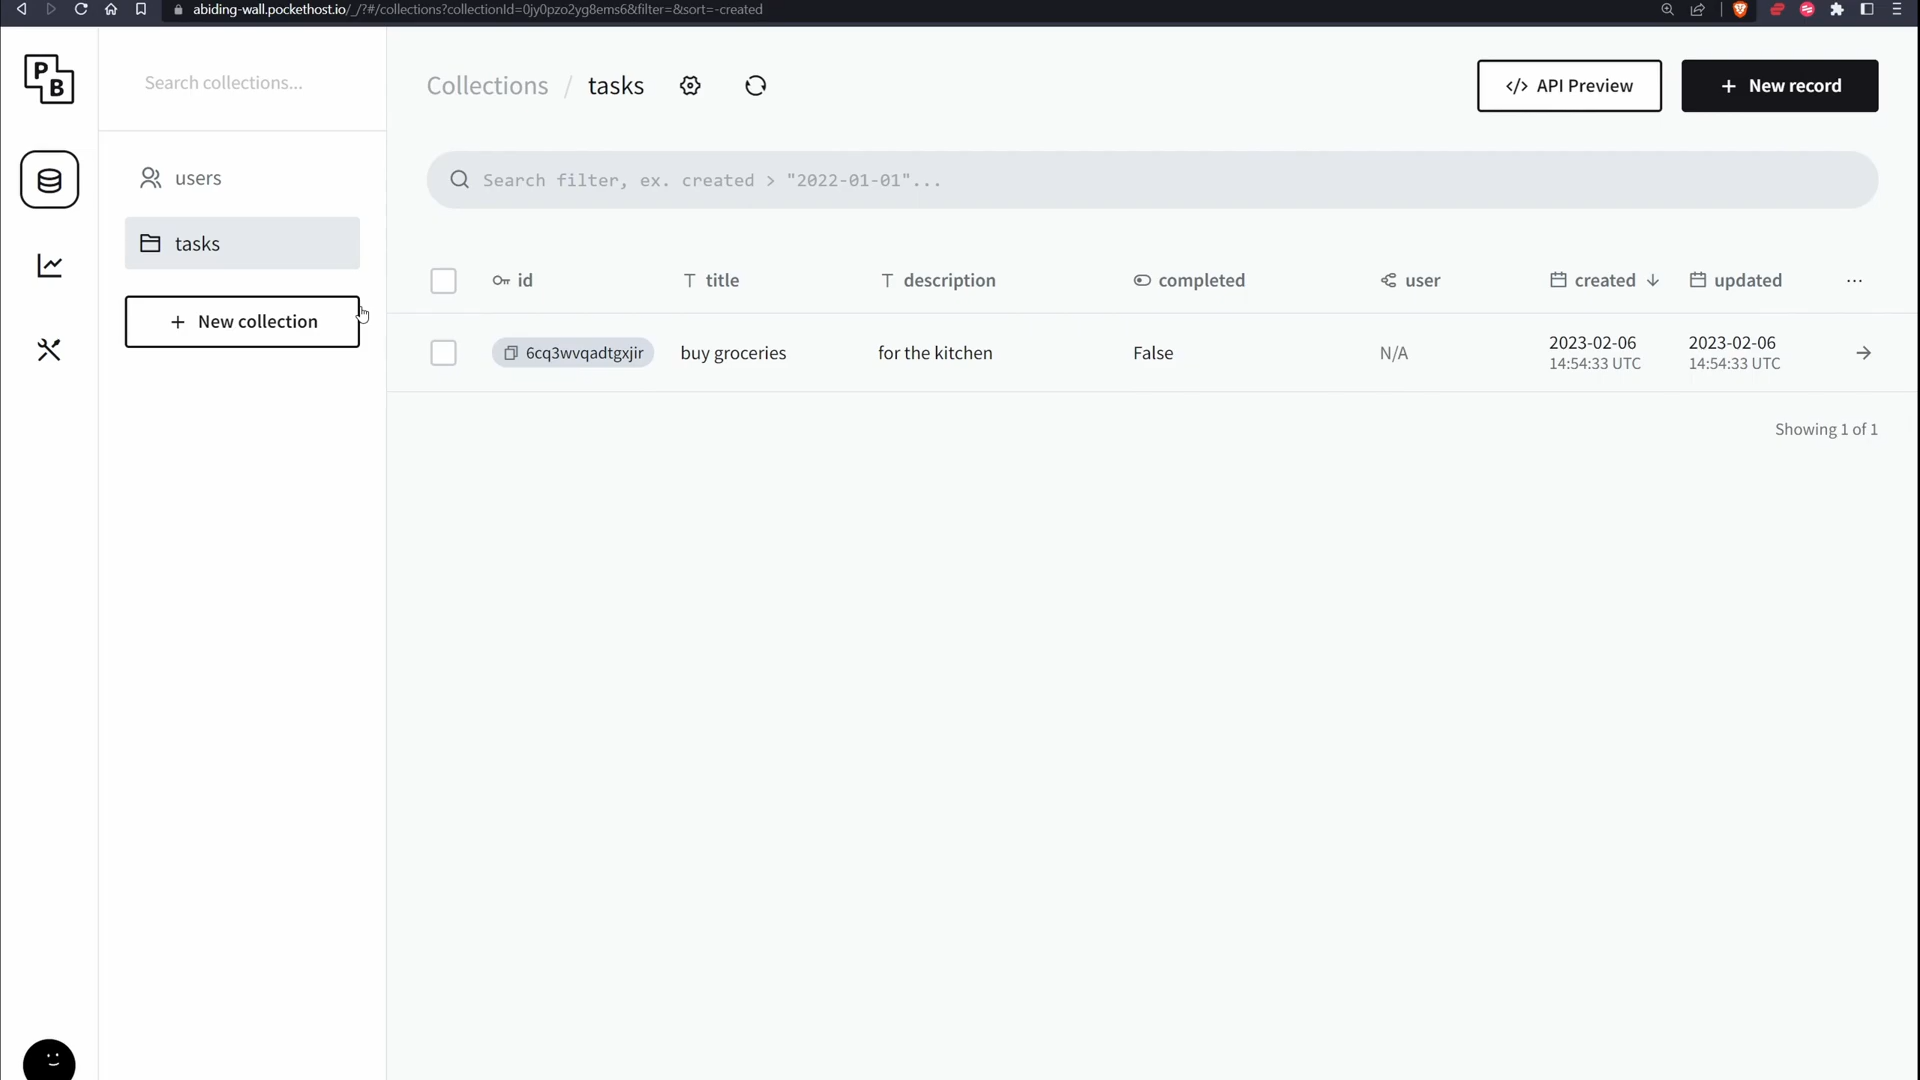 abiding-wall.pockethost.io/_/?#/collections?collectionId=0jy0pzo2yg8ems6&filter=&sort=-created
PB
Search collections...
users
tasks
+ New collection
Collections / tasks
</> API Preview
+ New record
Search filter, ex. created > "2022-01-01"...
id title description completed user created updated
6cq3wvqadtgxjir buy groceries for the kitchen False N/A 2023-02-06 2023-02-06
14:54:33 UTC 14:54:33 UTC
Showing 1 of 1